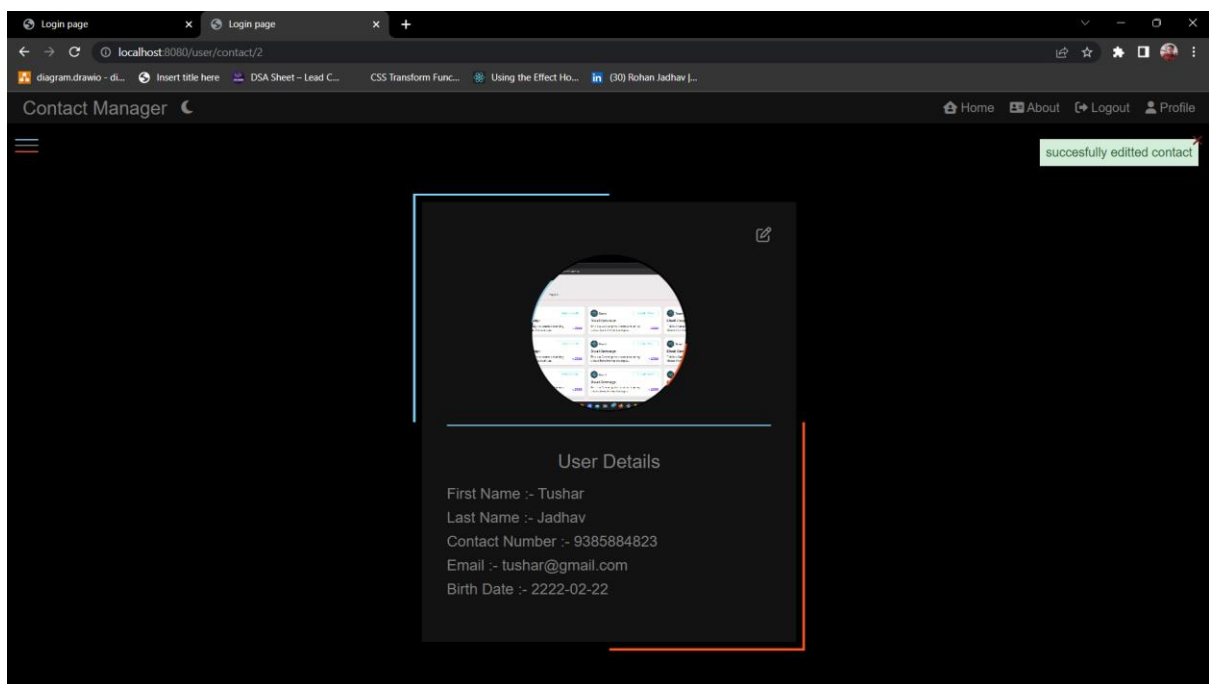 Login page
Login page
localhost:8080/user/contact/2
diagram.drawio - di...
Insert title here
DSA Sheet – Lead C...
CSS Transform Func...
Using the Effect Ho...
in (30) Rohan Jadhav |...
Contact Manager
Home
About
Logout
Profile
succesfully editted contact
User Details
First Name :- Tushar
Last Name :- Jadhav
Contact Number :- 9385884823
Email :- tushar@gmail.com
Birth Date :- 2222-02-22